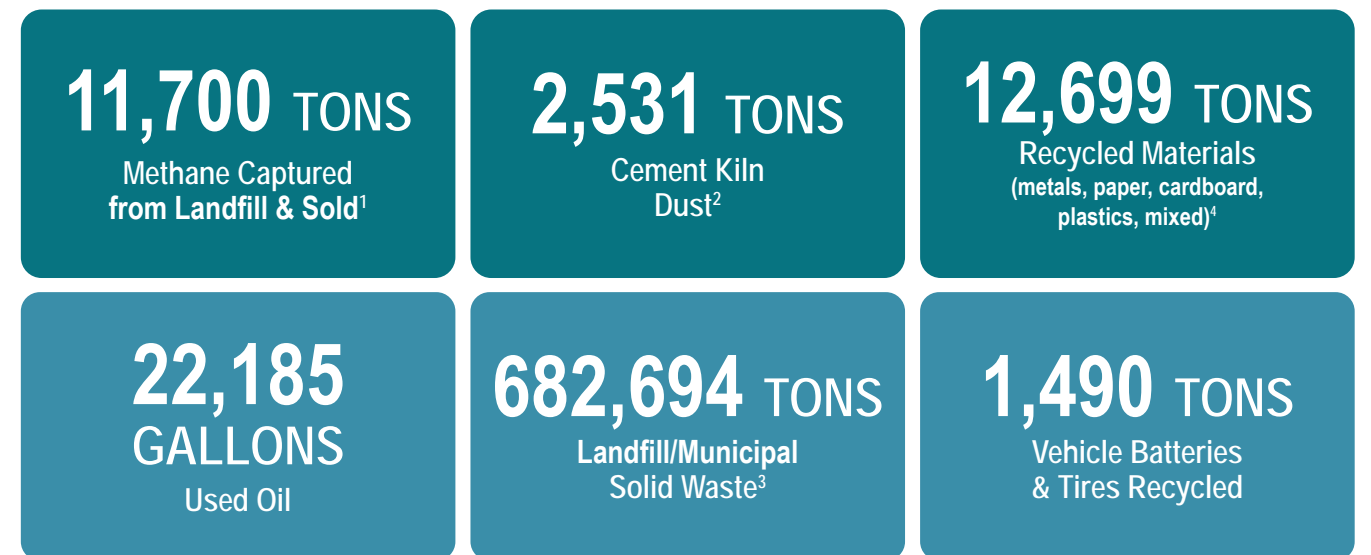 11,700 TONS
Methane Captured
from Landfill & Sold¹
2,531 TONS
Cement Kiln
Dust²
12,699 TONS
Recycled Materials
(metals, paper, cardboard,
plastics, mixed)⁴
22,185
GALLONS
Used Oil
682,694 TONS
Landfill/Municipal
Solid Waste³
1,490 TONS
Vehicle Batteries
& Tires Recycled